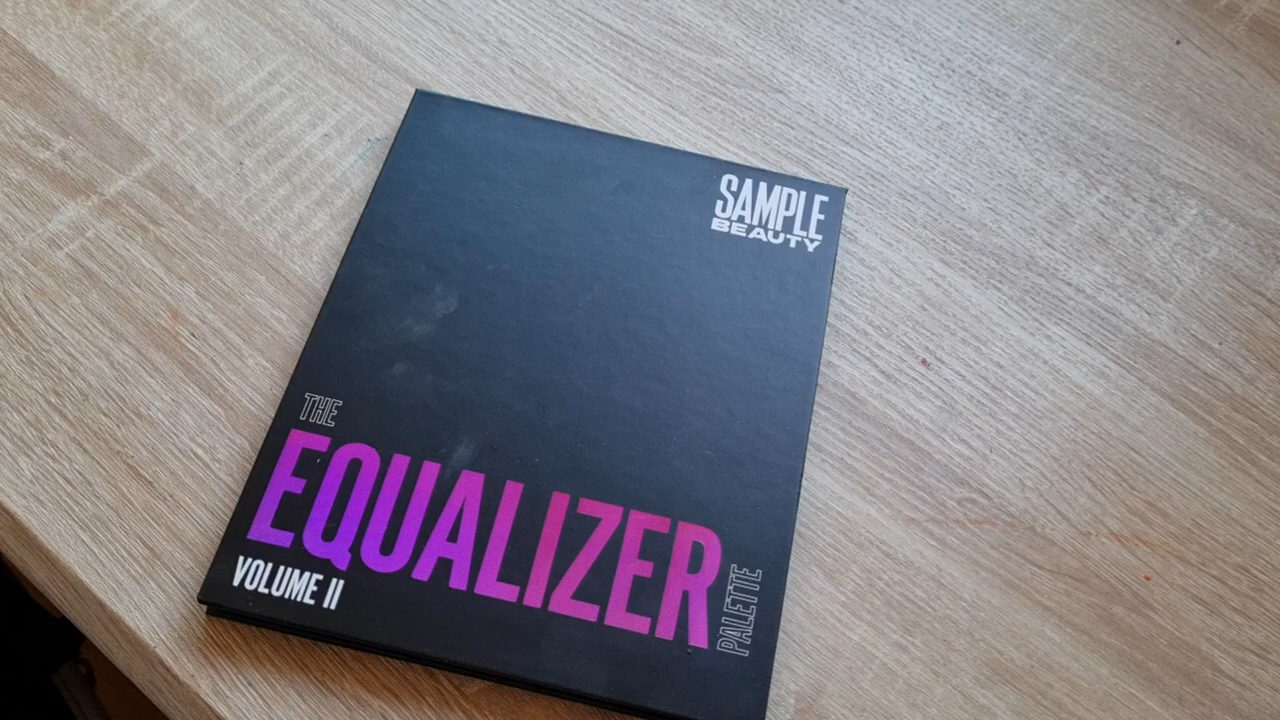 SAMPLE
BEAUTY
THE
EQUALIZER
PALETTE
VOLUME II